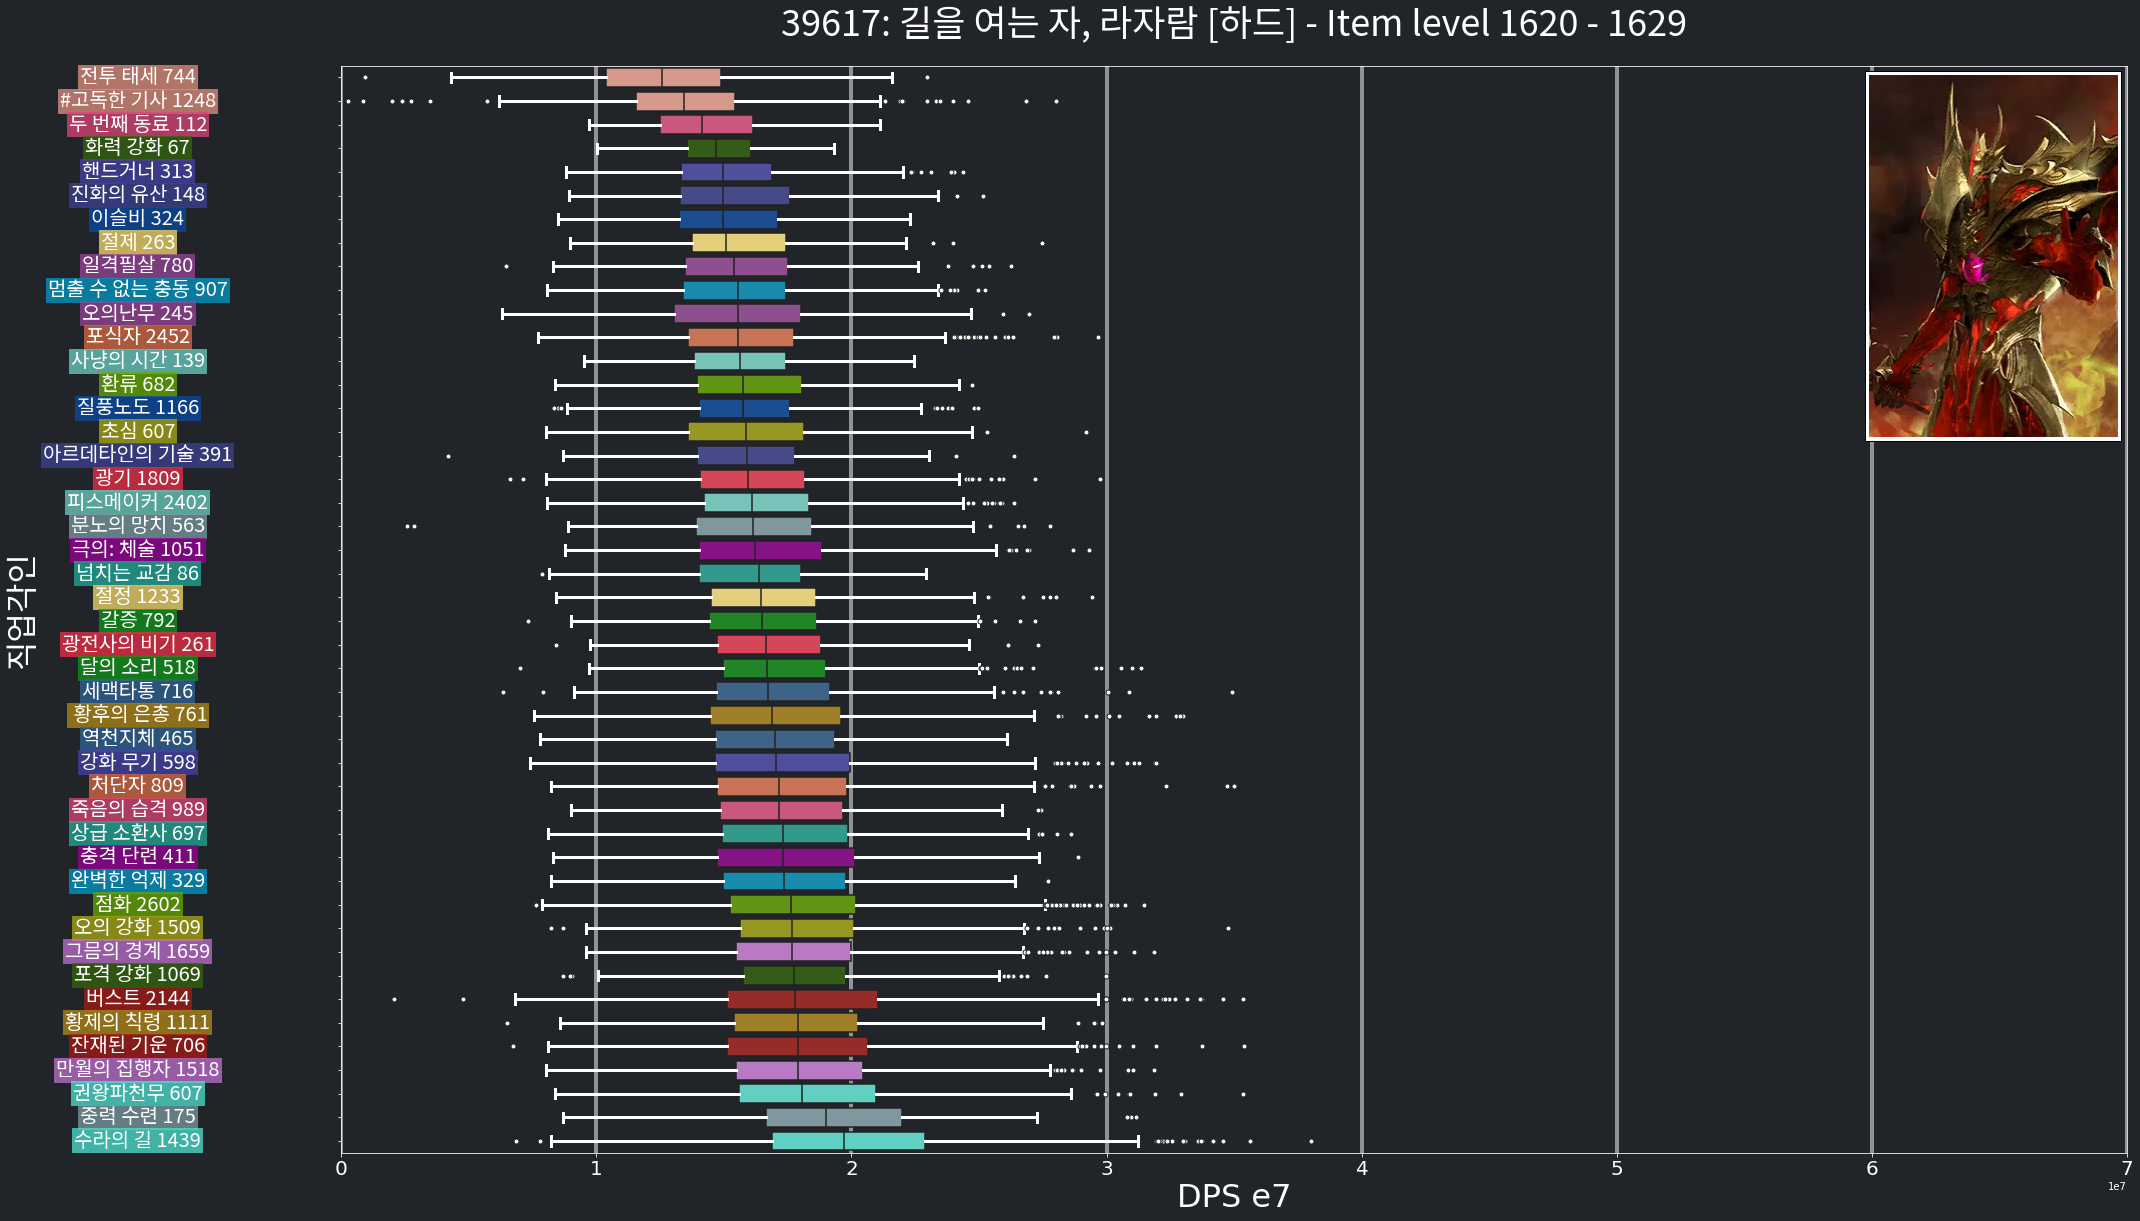 39617: 길을 여는 자, 라자람 [하드] - Item level 1620 - 1629
직업각인
전투 태세 744
#고독한 기사 1248
두 번째 동료 112
화력 강화 67
핸드거너 313
진화의 유산 148
이슬비 324
절제 263
일격필살 780
멈출 수 없는 충동 907
오의난무 245
포식자 2452
사냥의 시간 139
환류 682
질풍노도 1166
초심 607
아르데타인의 기술 391
광기 1809
피스메이커 2402
분노의 망치 563
극의: 체술 1051
넘치는 교감 86
절정 1233
갈증 792
광전사의 비기 261
달의 소리 518
세맥타통 716
황후의 은총 761
역천지체 465
강화 무기 598
처단자 809
죽음의 습격 989
상급 소환사 697
충격 단련 411
완벽한 억제 329
점화 2602
오의 강화 1509
그믐의 경계 1659
포격 강화 1069
버스트 2144
황제의 칙령 1111
잔재된 기운 706
만월의 집행자 1518
권왕파천무 607
중력 수련 175
수라의 길 1439
0 1 2 3 4 5 6 7
DPS e7
1e7